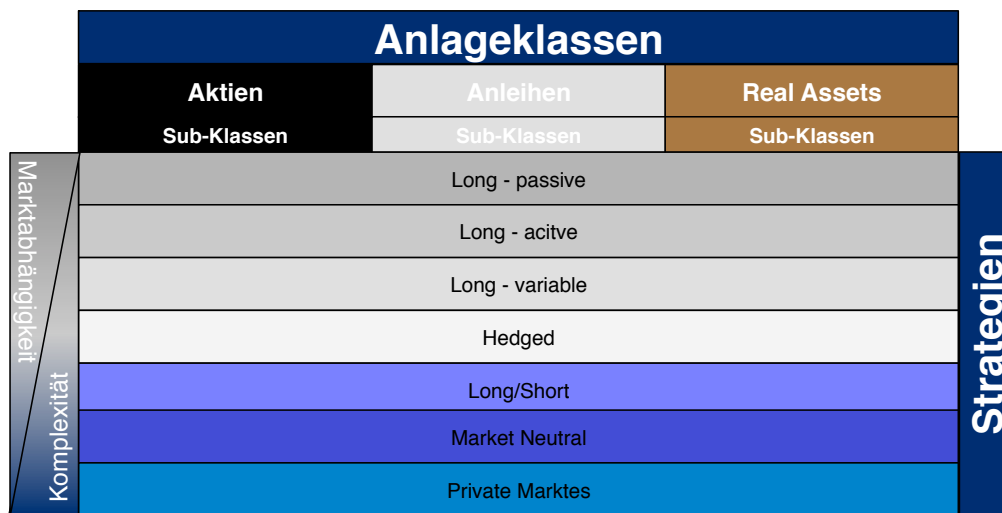 Anlageklassen
Aktien
Anleihen
Real Assets
Sub-Klassen
Sub-Klassen
Sub-Klassen
Marktabhängigkeit
Komplexität
Long - passive
Long - acitve
Long - variable
Hedged
Long/Short
Market Neutral
Private Marktes
Strategien